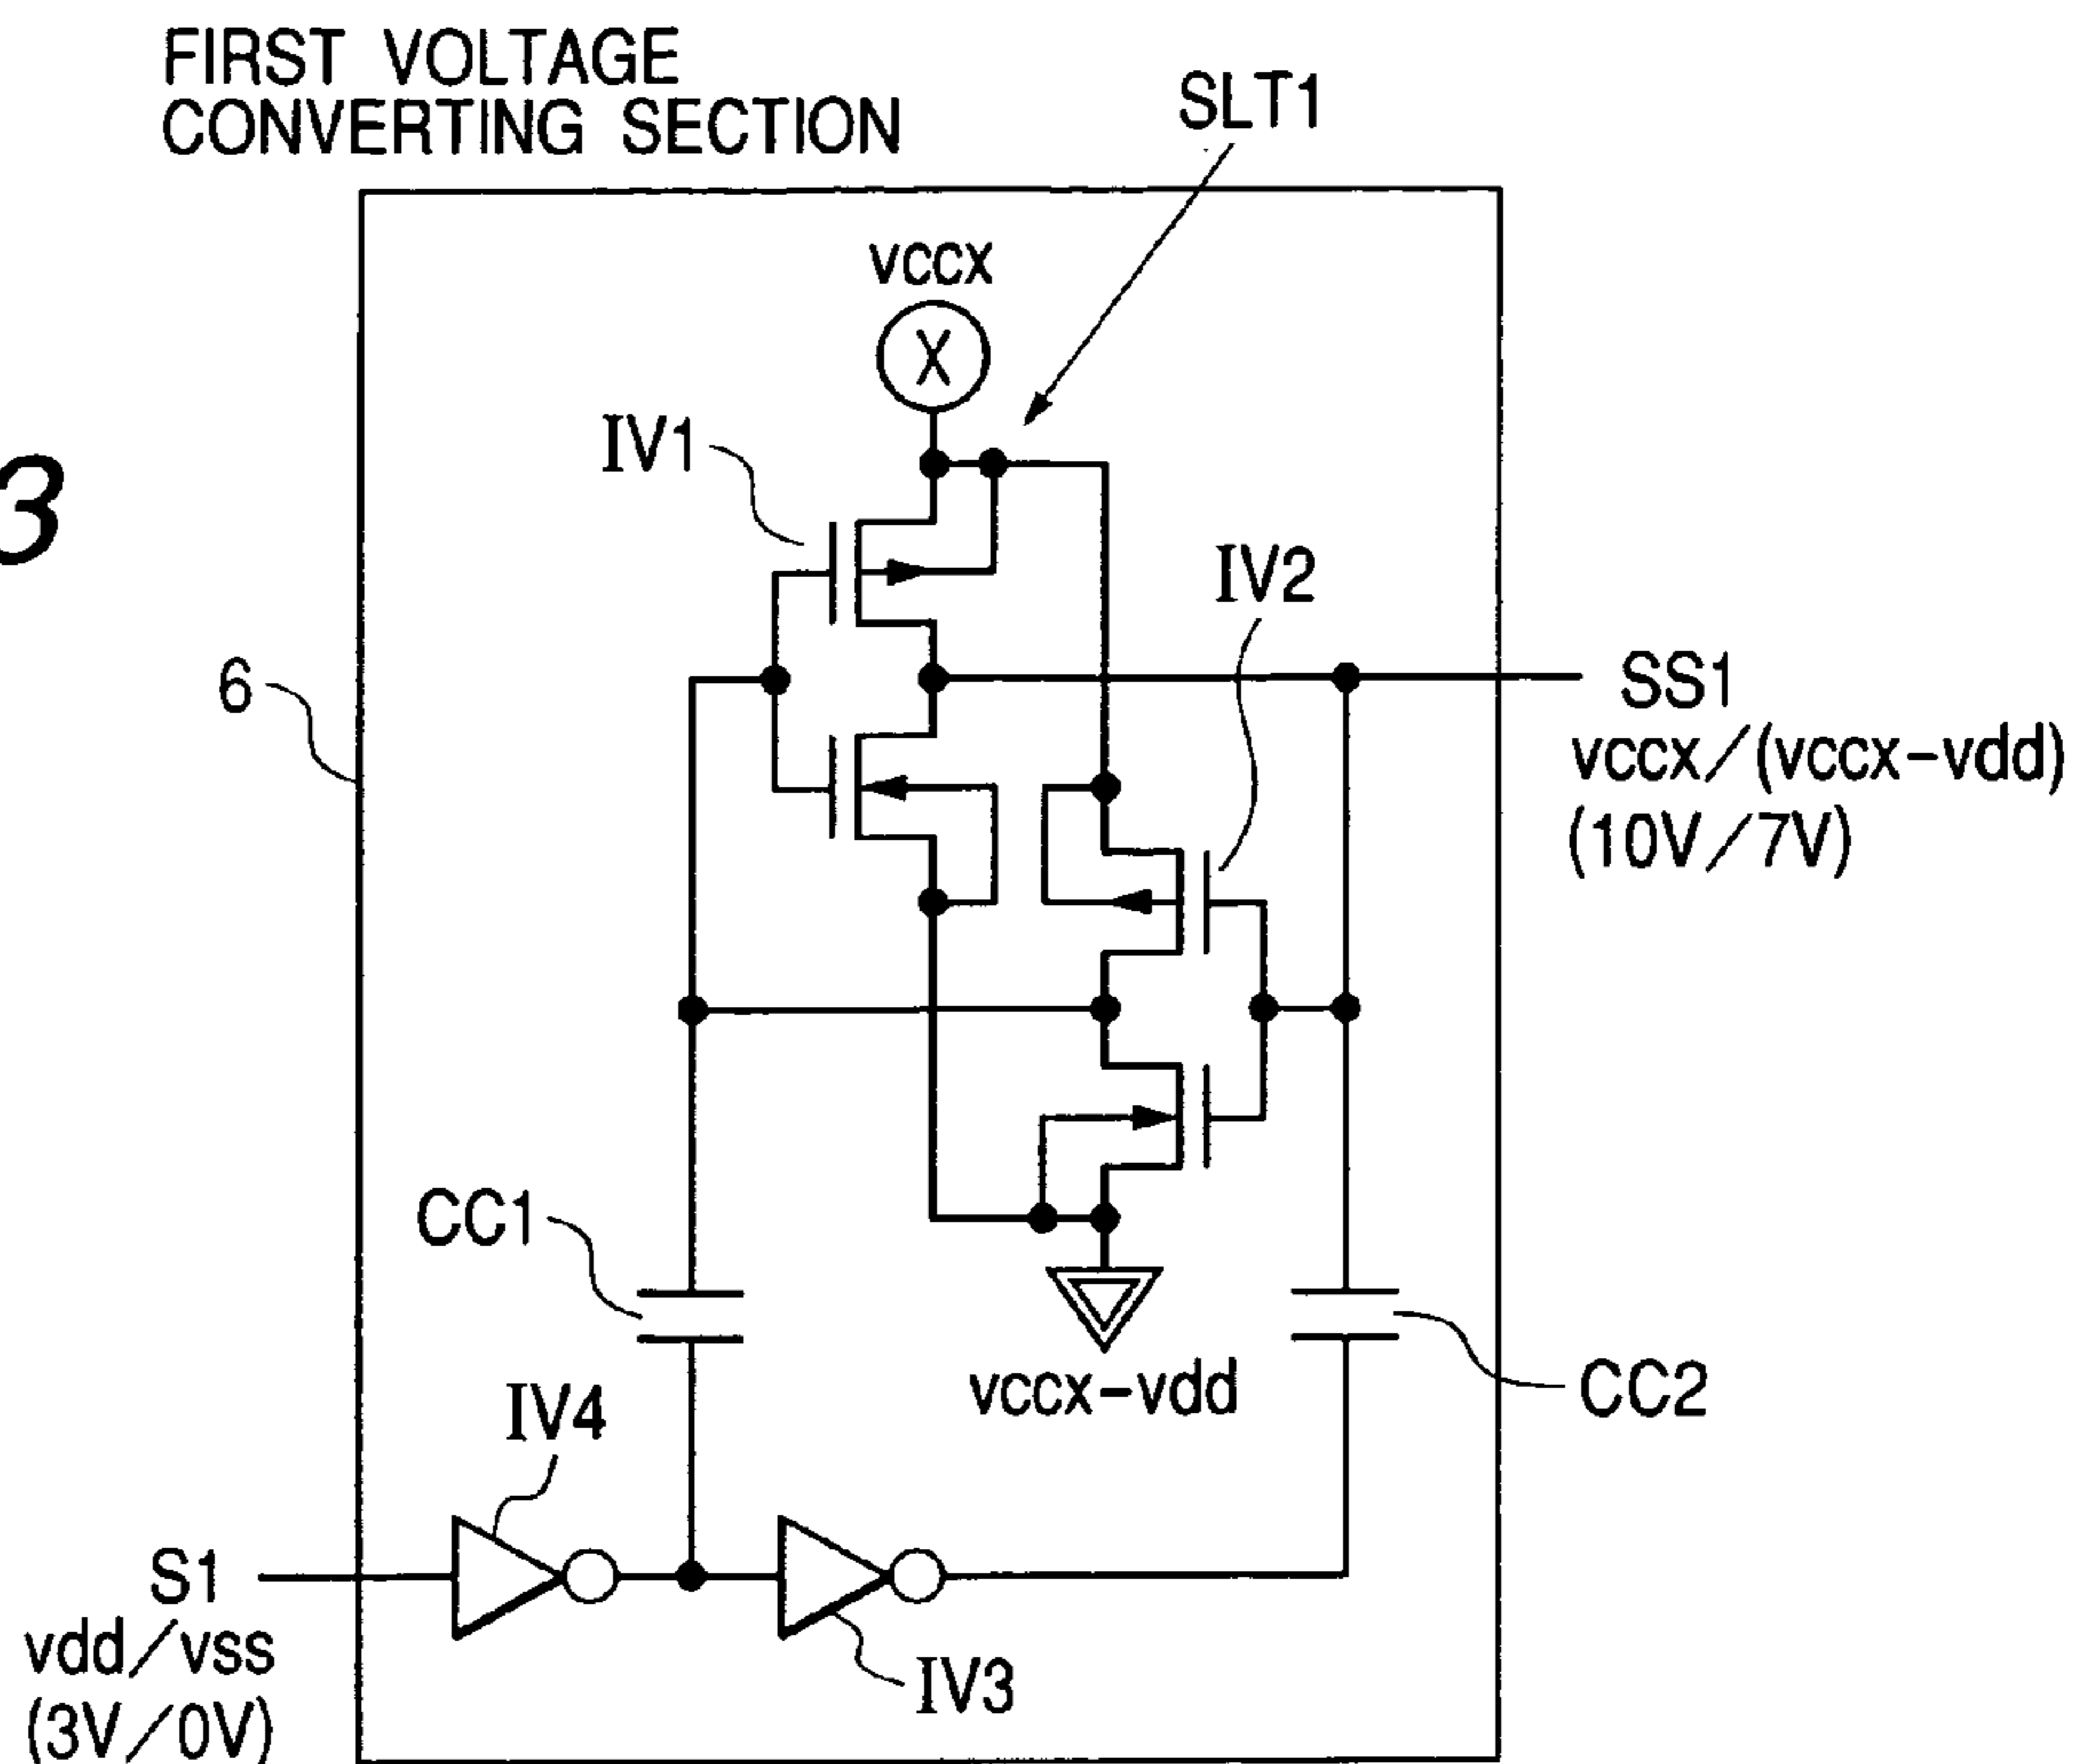 FIRST VOLTAGE
CONVERTING SECTION
SLT1
vccx
X
IV1
3
IV2
6
SS1
vccx/(vccx-vdd)
(10V/7V)
CC1
vccx-vdd
CC2
IV4
S1
vdd/vss
(3V/0V)
IV3